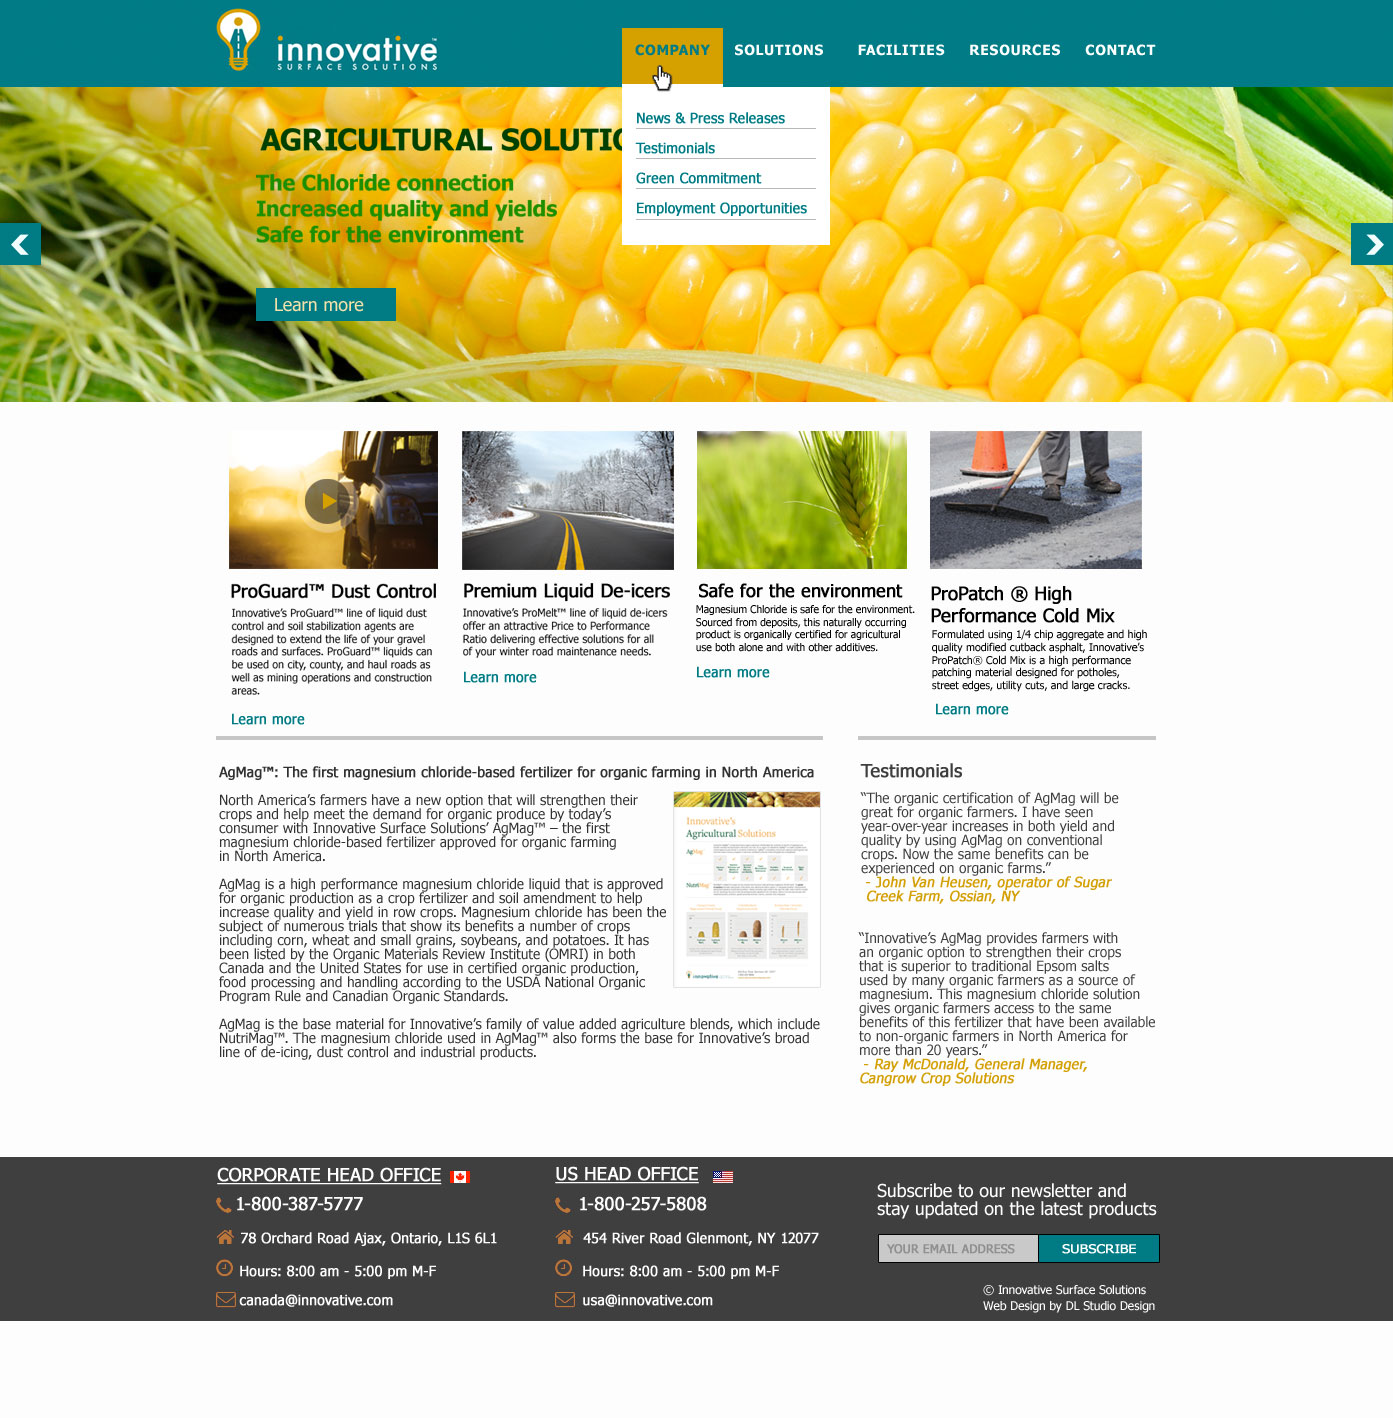 innovative™
SURFACE SOLUTIONS
COMPANY
SOLUTIONS
FACILITIES
RESOURCES
CONTACT
News & Press Releases
Testimonials
Green Commitment
Employment Opportunities
AGRICULTURAL SOLUTIO
The Chloride connection
Increased quality and yields
Safe for the environment
Learn more
ProGuard™ Dust Control
Innovative’s ProGuard™ line of liquid dust
control and soil stabilization agents are
designed to extend the life of your gravel
roads and surfaces. ProGuard™ liquids can
be used on city, county, and haul roads as
well as mining operations and construction
areas.
Learn more
Premium Liquid De-icers
Innovative’s ProMelt™ line of liquid de-icers
offer an attractive Price to Performance
Ratio delivering effective solutions for all
of your winter road maintenance needs.
Learn more
Safe for the environment
Magnesium Chloride is safe for the environment.
Sourced from deposits, this naturally occurring
product is organically certified for agricultural
use both alone and with other additives.
Learn more
ProPatch ® High
Performance Cold Mix
Formulated using 1/4 chip aggregate and high
quality modified cutback asphalt, Innovative’s
ProPatch® Cold Mix is a high performance
patching material designed for potholes,
street edges, utility cuts, and large cracks.
Learn more
AgMag™: The first magnesium chloride-based fertilizer for organic farming in North America
North America’s farmers have a new option that will strengthen their
crops and help meet the demand for organic produce by today’s
consumer with Innovative Surface Solutions’ AgMag™ – the first
magnesium chloride-based fertilizer approved for organic farming
in North America.
AgMag is a high performance magnesium chloride liquid that is approved
for organic production as a crop fertilizer and soil amendment to help
increase quality and yield in row crops. Magnesium chloride has been the
subject of numerous trials that show its benefits a number of crops
including corn, wheat and small grains, soybeans, and potatoes. It has
been listed by the Organic Materials Review Institute (OMRI) in both
Canada and the United States for use in certified organic production,
food processing and handling according to the USDA National Organic
Program Rule and Canadian Organic Standards.
AgMag is the base material for Innovative’s family of value added agriculture blends, which include
NutriMag™. The magnesium chloride used in AgMag™ also forms the base for Innovative’s broad
line of de-icing, dust control and industrial products.
Innovative's
Agricultural Solutions
AgMag
NutriMag
innovative
Testimonials
“The organic certification of AgMag will be
great for organic farmers. I have seen
year-over-year increases in both yield and
quality by using AgMag on conventional
crops. Now the same benefits can be
experienced on organic farms.”
- John Van Heusen, operator of Sugar
Creek Farm, Ossian, NY
“Innovative’s AgMag provides farmers with
an organic option to strengthen their crops
that is superior to traditional Epsom salts
used by many organic farmers as a source of
magnesium. This magnesium chloride solution
gives organic farmers access to the same
benefits of this fertilizer that have been available
to non-organic farmers in North America for
more than 20 years.”
- Ray McDonald, General Manager,
Cangrow Crop Solutions
CORPORATE HEAD OFFICE
1-800-387-5777
78 Orchard Road Ajax, Ontario, L1S 6L1
Hours: 8:00 am - 5:00 pm M-F
canada@innovative.com
US HEAD OFFICE
1-800-257-5808
454 River Road Glenmont, NY 12077
Hours: 8:00 am - 5:00 pm M-F
usa@innovative.com
Subscribe to our newsletter and
stay updated on the latest products
YOUR EMAIL ADDRESS
SUBSCRIBE
© Innovative Surface Solutions
Web Design by DL Studio Design